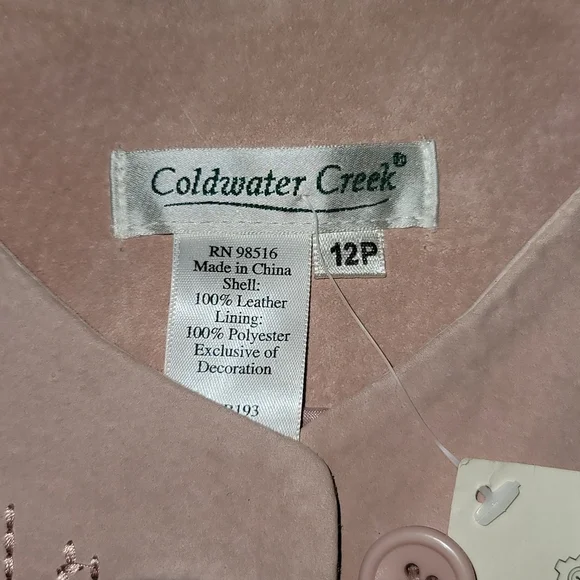 Coldwater Creek®
12P
RN 98516
Made in China
Shell:
100% Leather
Lining:
100% Polyester
Exclusive of
Decoration